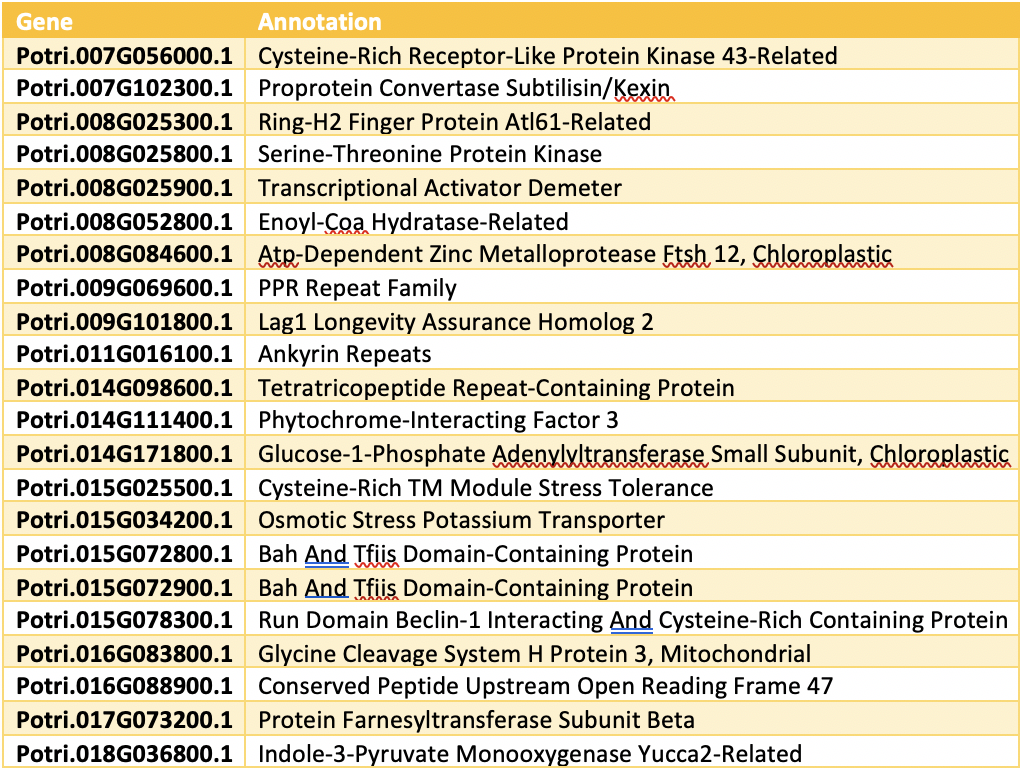 Gene Annotation
Potri.007G056000.1 Cysteine-Rich Receptor-Like Protein Kinase 43-Related
Potri.007G102300.1 Proprotein Convertase Subtilisin/Kexin
Potri.008G025300.1 Ring-H2 Finger Protein Atl61-Related
Potri.008G025800.1 Serine-Threonine Protein Kinase
Potri.008G025900.1 Transcriptional Activator Demeter
Potri.008G052800.1 Enoyl-Coa Hydratase-Related
Potri.008G084600.1 Atp-Dependent Zinc Metalloprotease Ftsh 12, Chloroplastic
Potri.009G069600.1 PPR Repeat Family
Potri.009G101800.1 Lag1 Longevity Assurance Homolog 2
Potri.011G016100.1 Ankyrin Repeats
Potri.014G098600.1 Tetratricopeptide Repeat-Containing Protein
Potri.014G111400.1 Phytochrome-Interacting Factor 3
Potri.014G171800.1 Glucose-1-Phosphate Adenylyltransferase Small Subunit, Chloroplastic
Potri.015G025500.1 Cysteine-Rich TM Module Stress Tolerance
Potri.015G034200.1 Osmotic Stress Potassium Transporter
Potri.015G072800.1 Bah And Tfiis Domain-Containing Protein
Potri.015G072900.1 Bah And Tfiis Domain-Containing Protein
Potri.015G078300.1 Run Domain Beclin-1 Interacting And Cysteine-Rich Containing Protein
Potri.016G083800.1 Glycine Cleavage System H Protein 3, Mitochondrial
Potri.016G088900.1 Conserved Peptide Upstream Open Reading Frame 47
Potri.017G073200.1 Protein Farnesyltransferase Subunit Beta
Potri.018G036800.1 Indole-3-Pyruvate Monooxygenase Yucca2-Related